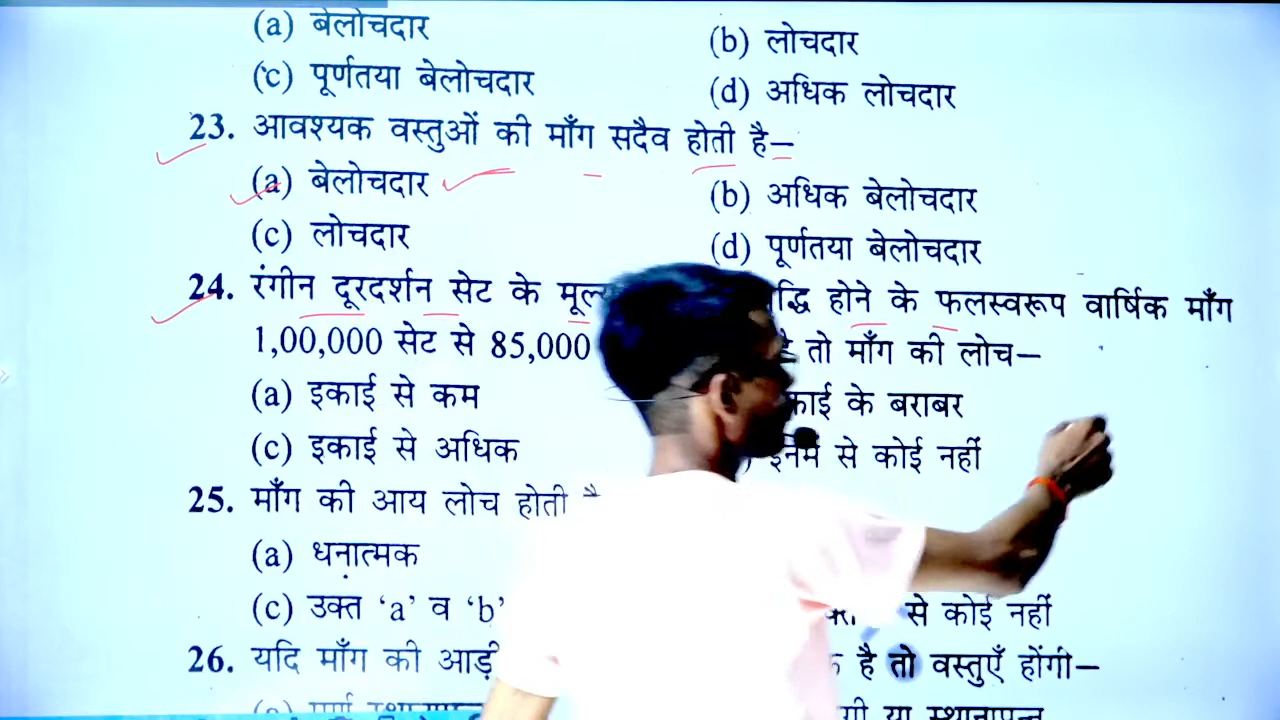 (a) बेलोचदार (b) लोचदार
(c) पूर्णतया बेलोचदार (d) अधिक लोचदार
23. आवश्यक वस्तुओं की माँग सदैव होती है–
(a) बेलोचदार (b) अधिक बेलोचदार
(c) लोचदार (d) पूर्णतया बेलोचदार
24. रंगीन दूरदर्शन सेट के होने के फलस्वरूप वार्षिक माँग
1,00,000 सेट से 85,000 तो माँग की लोच–
(a) इकाई से कम के बराबर
(c) इकाई से अधिक इनमें से कोई नहीं
25. माँग की आय लोच होती
(a) धनात्मक
(c) उक्त ‘a’ व ‘b’ से कोई नहीं
26. यदि माँग की है तो वस्तुएँ होंगी–
या स्थानापन्न